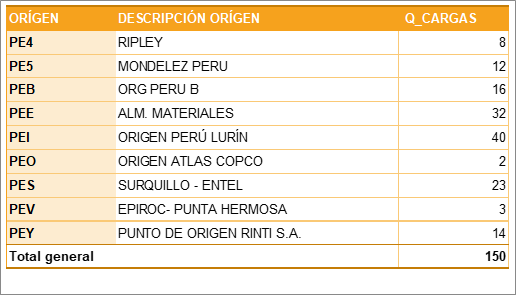 ORÍGEN DESCRIPCIÓN ORÍGEN Q_CARGAS
PE4 RIPLEY 8
PE5 MONDELEZ PERU 12
PEB ORG PERU B 16
PEE ALM. MATERIALES 32
PEI ORIGEN PERÚ LURÍN 40
PEO ORIGEN ATLAS COPCO 2
PES SURQUILLO - ENTEL 23
PEV EPIROC- PUNTA HERMOSA 3
PEY PUNTO DE ORIGEN RINTI S.A. 14
Total general 150